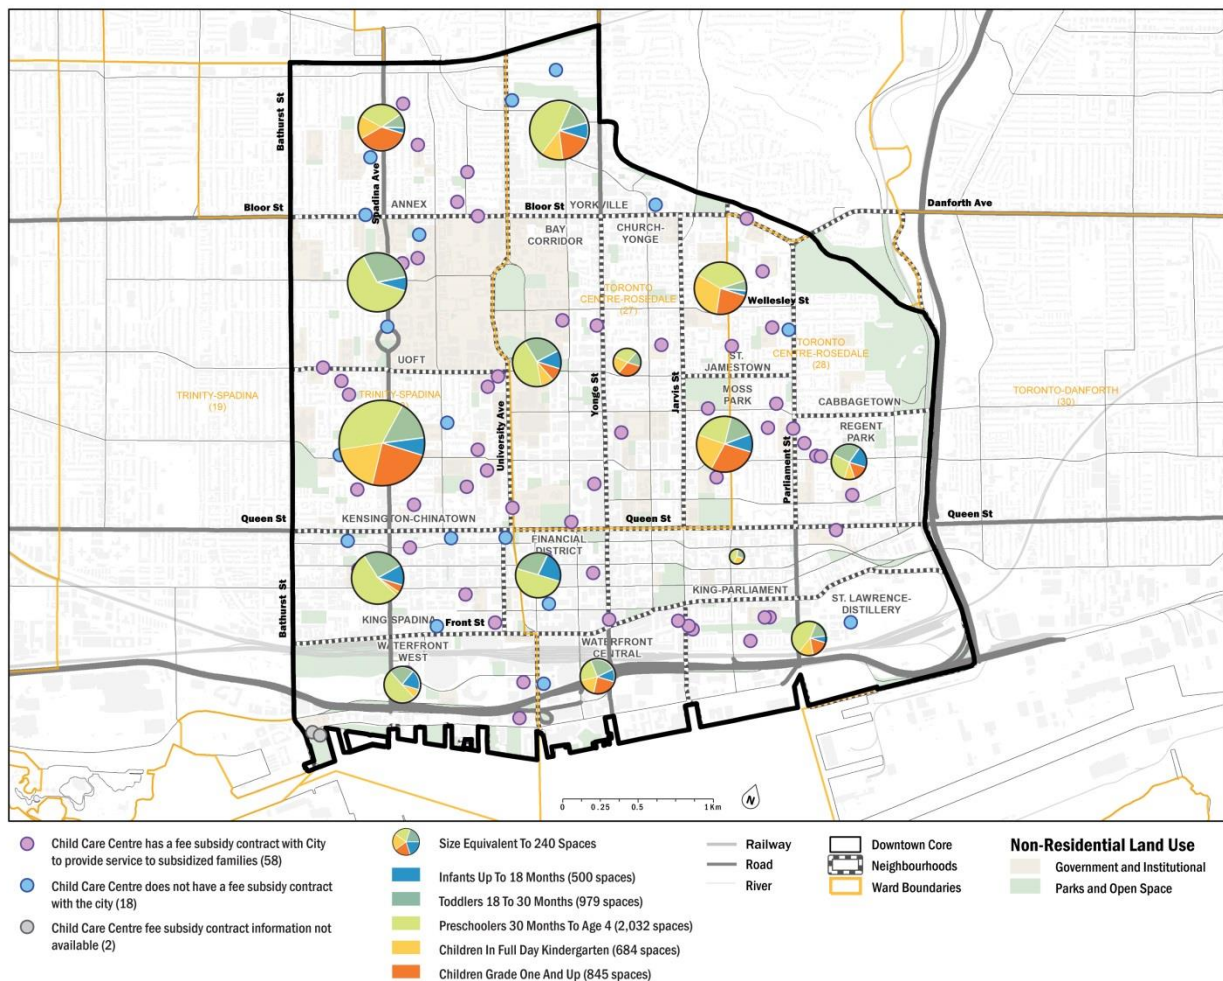 Bathurst St
Spadina Ave
ANNEX
Bloor St
Bloor St
YORKVILLE
BAY
CORRIDOR
CHURCH-
YONGE
Danforth Ave
TORONTO
CENTRE-ROSEDALE
(27)
Wellesley St
UOFT
ST.
JAMESTOWN
TORONTO
CENTRE-ROSEDALE
(28)
TRINITY-SPADINA
(19)
TRINITY-SPADINA
University Ave
Yonge St
Jarvis St
MOSS
PARK
CABBAGETOWN
REGENT
PARK
Parliament St
TORONTO-DANFORTH
(30)
Queen St
KENSINGTON-CHINATOWN
Queen St
Queen St
FINANCIAL
DISTRICT
Bathurst St
KING SPADINA
Front St
KING-PARLIAMENT
ST. LAWRENCE-
DISTILLERY
WATERFRONT
WEST
WATERFRONT
CENTRAL
0 0.25 0.5 1 Km
N
Child Care Centre has a fee subsidy contract with City
to provide service to subsidized families (58)
Child Care Centre does not have a fee subsidy contract
with the city (18)
Child Care Centre fee subsidy contract information not
available (2)
Size Equivalent To 240 Spaces
Infants Up To 18 Months (500 spaces)
Toddlers 18 To 30 Months (979 spaces)
Preschoolers 30 Months To Age 4 (2,032 spaces)
Children In Full Day Kindergarten (684 spaces)
Children Grade One And Up (845 spaces)
Railway
Road
River
Downtown Core
Neighbourhoods
Ward Boundaries
Non-Residential Land Use
Government and Institutional
Parks and Open Space